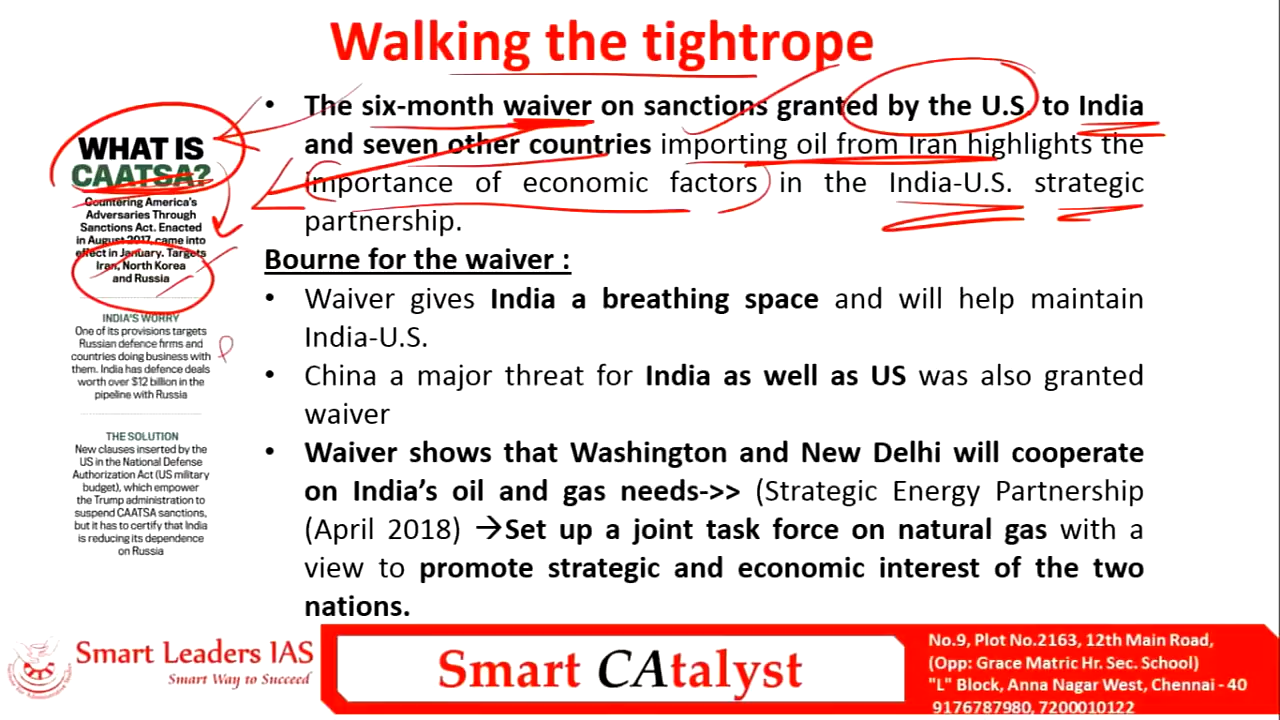 Walking the tightrope
• The six-month waiver on sanctions granted by the U.S. to India
and seven other countries importing oil from Iran highlights the
importance of economic factors in the India-U.S. strategic
partnership.
Bourne for the waiver :
• Waiver gives India a breathing space and will help maintain
India-U.S.
• China a major threat for India as well as US was also granted
waiver
• Waiver shows that Washington and New Delhi will cooperate
on India's oil and gas needs->> (Strategic Energy Partnership
(April 2018) →Set up a joint task force on natural gas with a
view to promote strategic and economic interest of the two
nations.
WHAT IS
CAATSA?
Countering America's
Adversaries Through
Sanctions Act. Enacted
in August 2017, came into
effect in January. Targets
Iran, North Korea
and Russia
INDIA'S WORRY
One of its provisions targets
Russian defence firms and
countries doing business with
them. India has defence deals
worth over $12 billion in the
pipeline with Russia
THE SOLUTION
New clauses inserted by the
US in the National Defense
Authorization Act (US military
budget), which empower
the Trump administration to
suspend CAATSA sanctions,
but it has to certify that India
is reducing its dependence
on Russia
Smart Leaders IAS
Smart Way to Succeed
Smart CAtalyst
No.9, Plot No.2163, 12th Main Road,
(Opp: Grace Matric Hr. Sec. School)
"L" Block, Anna Nagar West, Chennai - 40
9176787980, 7200010122